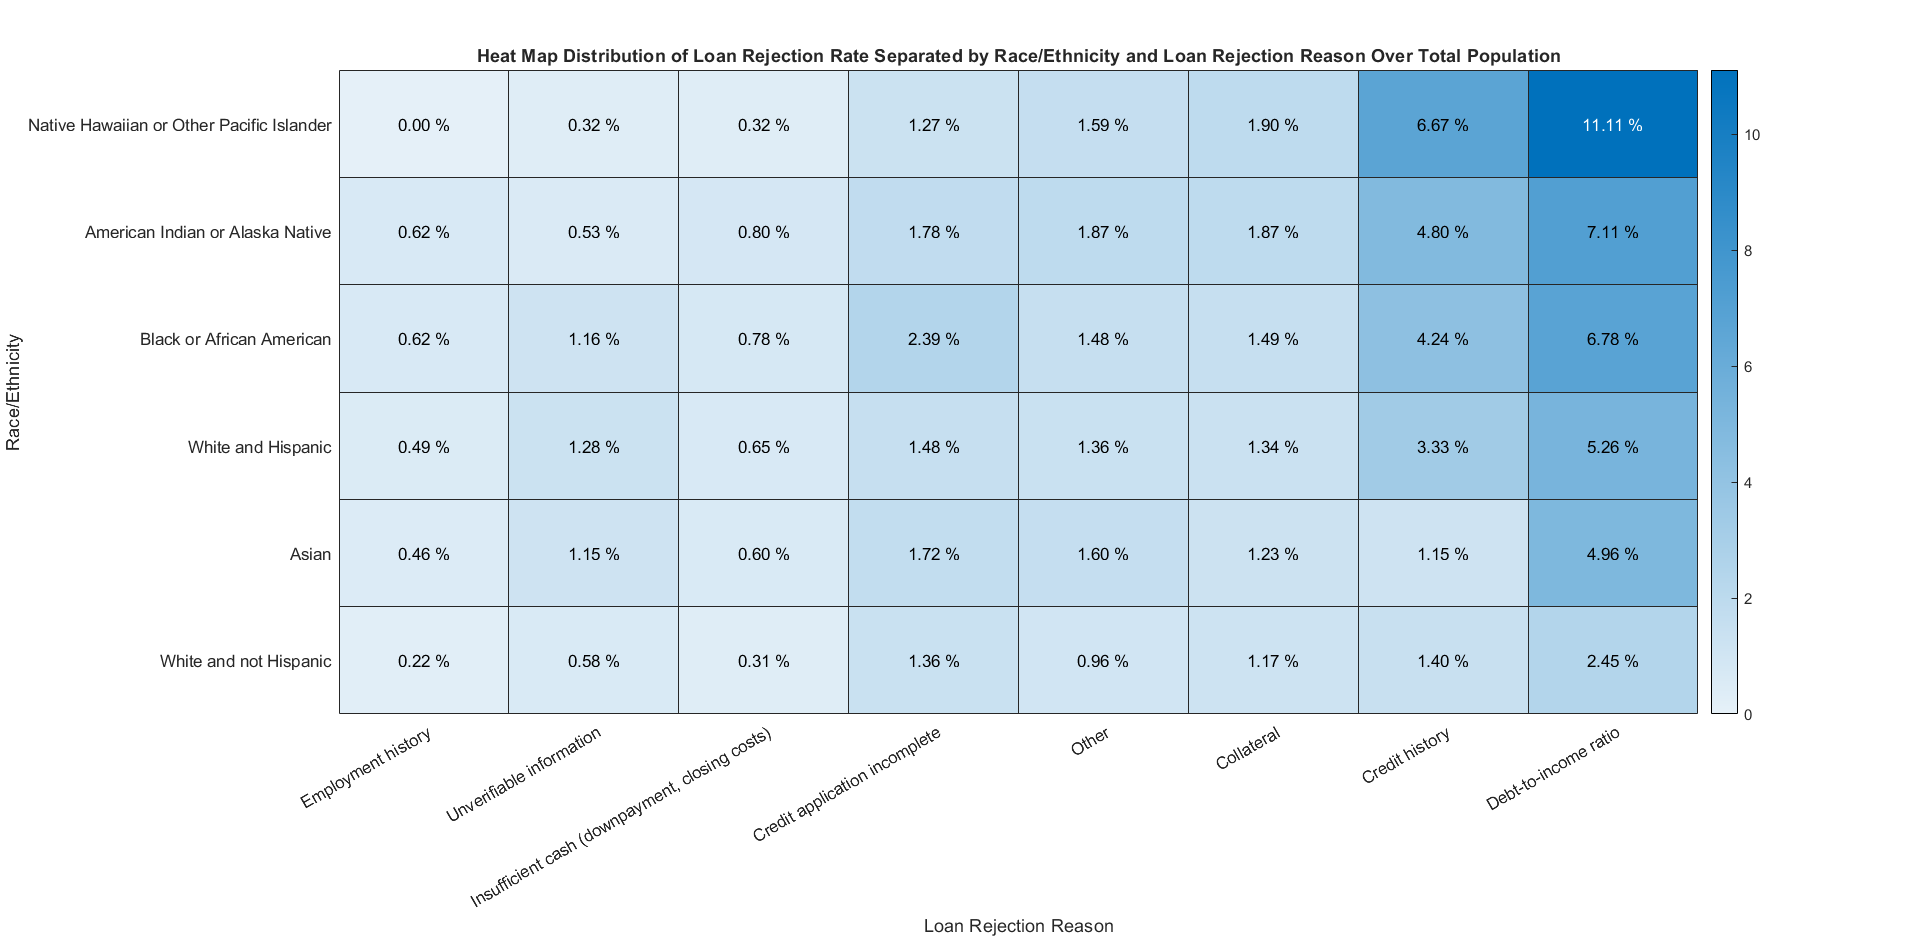 Heat Map Distribution of Loan Rejection Rate Separated by Race/Ethnicity and Loan Rejection Reason Over Total Population
Race/Ethnicity
Native Hawaiian or Other Pacific Islander 0.00 % 0.32 % 0.32 % 1.27 % 1.59 % 1.90 % 6.67 % 11.11 %
American Indian or Alaska Native 0.62 % 0.53 % 0.80 % 1.78 % 1.87 % 1.87 % 4.80 % 7.11 %
Black or African American 0.62 % 1.16 % 0.78 % 2.39 % 1.48 % 1.49 % 4.24 % 6.78 %
White and Hispanic 0.49 % 1.28 % 0.65 % 1.48 % 1.36 % 1.34 % 3.33 % 5.26 %
Asian 0.46 % 1.15 % 0.60 % 1.72 % 1.60 % 1.23 % 1.15 % 4.96 %
White and not Hispanic 0.22 % 0.58 % 0.31 % 1.36 % 0.96 % 1.17 % 1.40 % 2.45 %
10
8
6
4
2
0
Employment history
Unverifiable information
Insufficient cash (downpayment, closing costs)
Credit application incomplete
Other
Collateral
Credit history
Debt-to-income ratio
Loan Rejection Reason